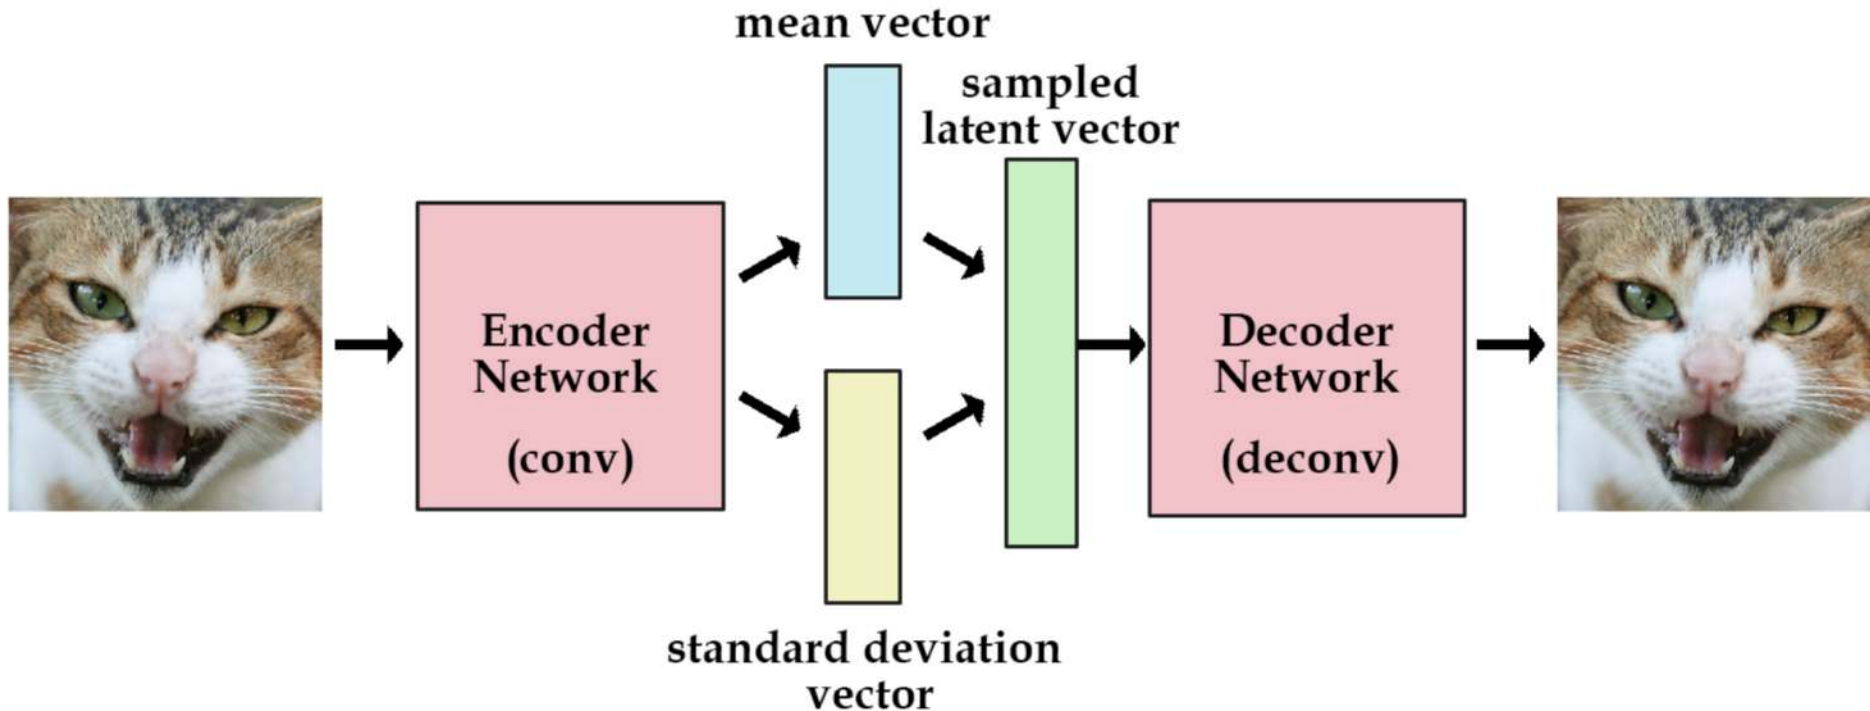 mean vector
sampled
latent vector
Encoder
Network
(conv)
Decoder
Network
(deconv)
standard deviation
vector